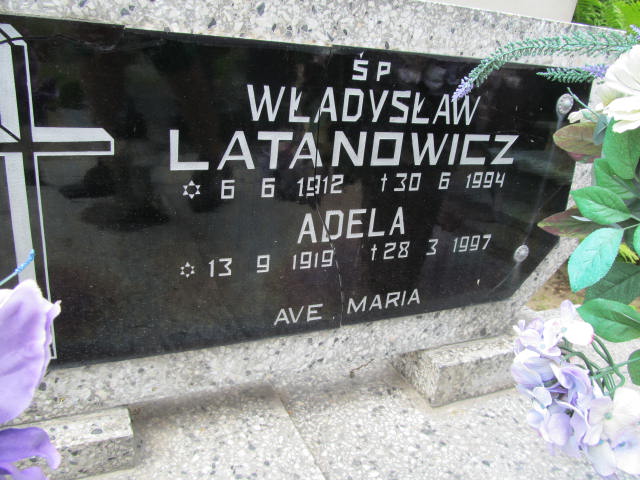 ŚP
WŁADYSŁAW
LATANOWICZ
✡ 6 6 1912 †30 6 1994
ADELA
✡ 13 9 1919 †28 3 1997
AVE MARIA